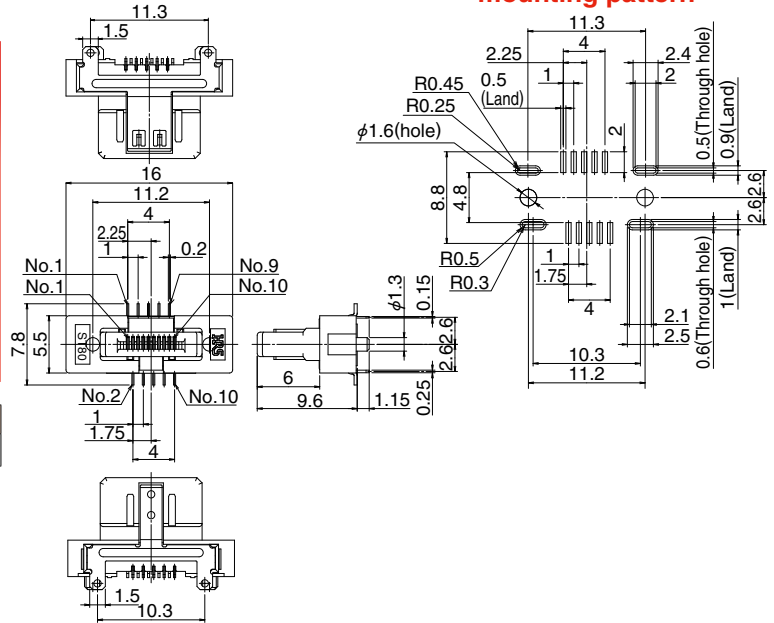 mounting pattern
11.3
1.5
16
11.2
4
2.25
1
0.2
No.1
No.9
No.1
No.10
7.8
5.5
ST80
No.2
No.10
1
1.75
4
6
9.6
1.15
φ1.3
0.15
2.6
2.6
0.25
1.5
10.3
11.3
4
2.25
2.4
1
2
0.5
(Land)
R0.45
R0.25
φ1.6(hole)
2
0.5(Through hole)
0.9(Land)
8.8
4.8
2.6
2.6
R0.5
R0.3
1
1.75
4
0.6(Through hole)
1(Land)
2.1
2.5
10.3
11.2